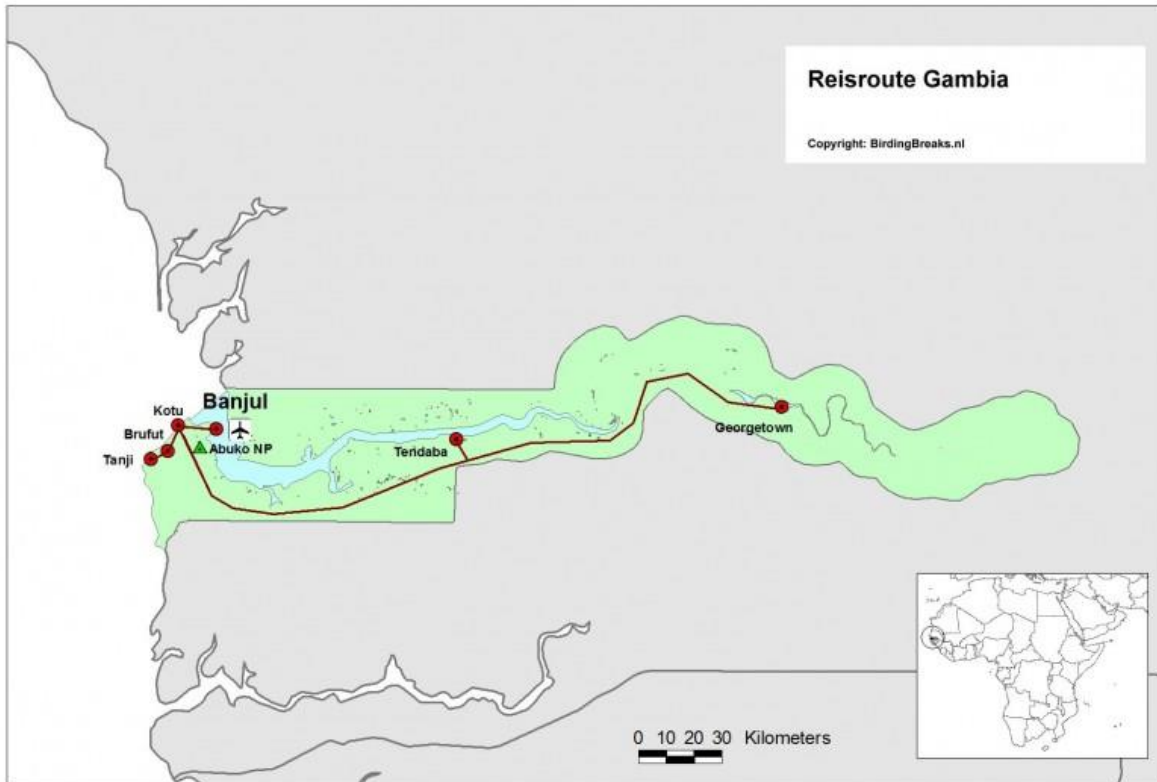 Reisroute Gambia
Copyright: BirdingBreaks.nl
Banjul
Kotu
Brufut
Abuko NP
Tanji
Tendaba
Georgetown
0 10 20 30 Kilometers